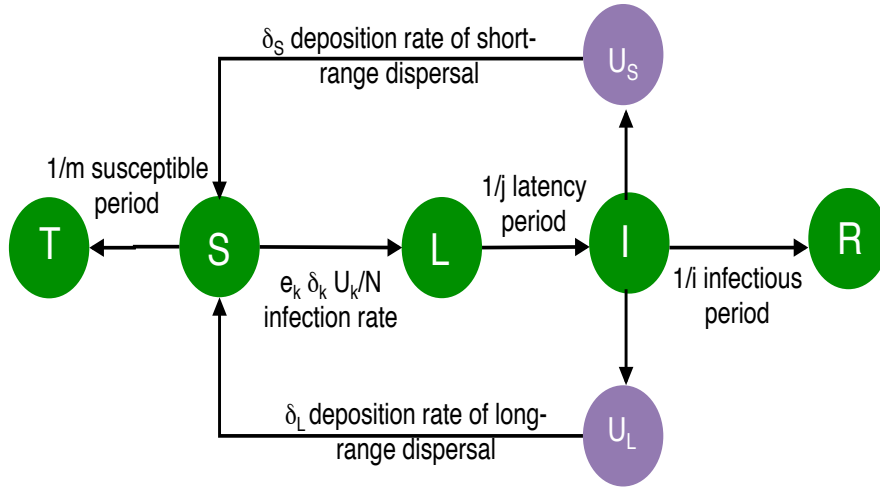 δS deposition rate of short-
range dispersal
US
1/m susceptible
period
1/j latency
period
T
S
L
I
R
ek δk Uk/N
infection rate
1/i infectious
period
δL deposition rate of long-
range dispersal
UL